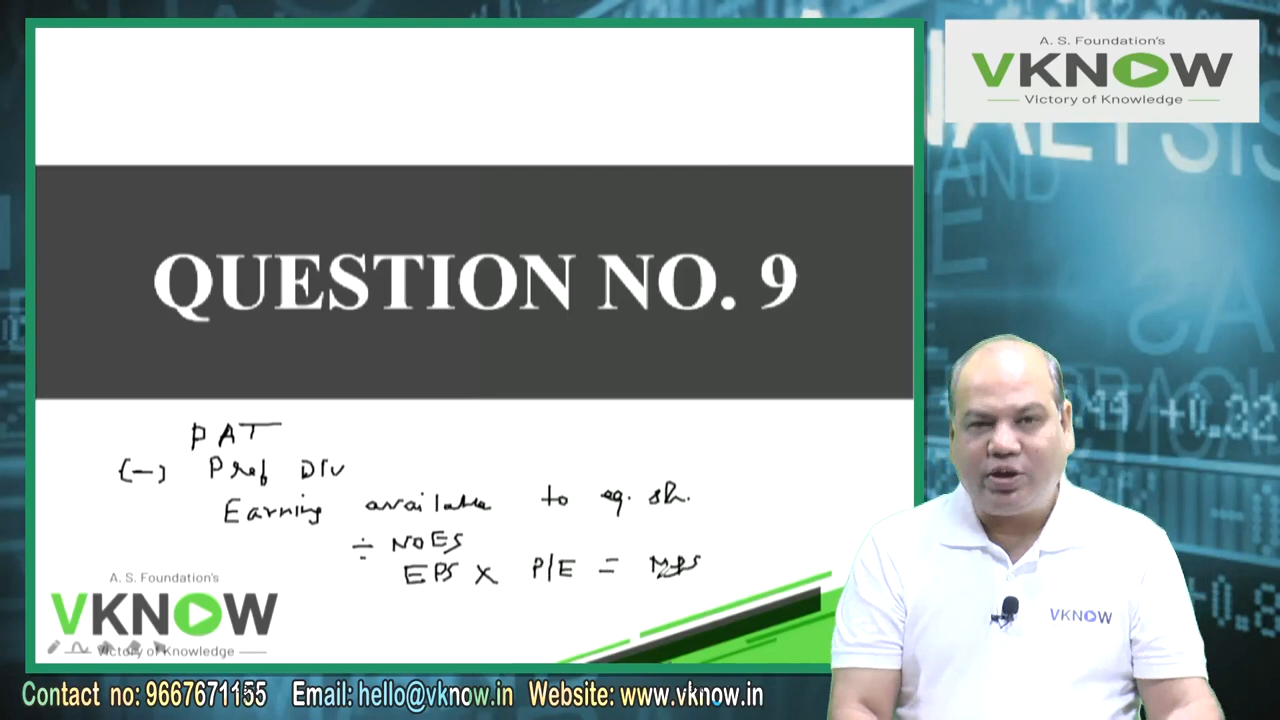 A. S. Foundation's
VKNOW
Victory of Knowledge
QUESTION NO. 9
PAT
(-) Pref Div
Earning available to eq. sh.
÷ NOES
EPS x P/E = MPS
A. S. Foundation's
VKNOW
Victory of Knowledge
VKNOW
Contact no: 9667671155 Email: hello@vknow.in Website: www.vknow.in